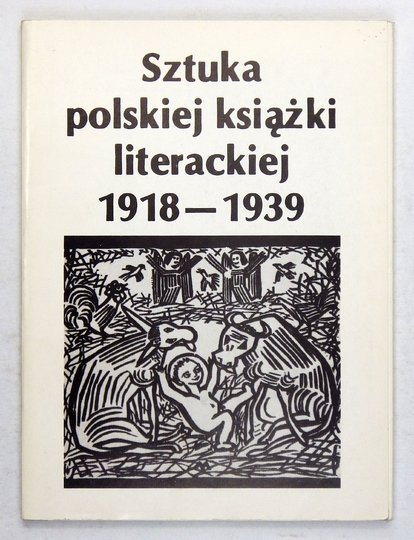 Sztuka
polskiej książki
literackiej
1918—1939